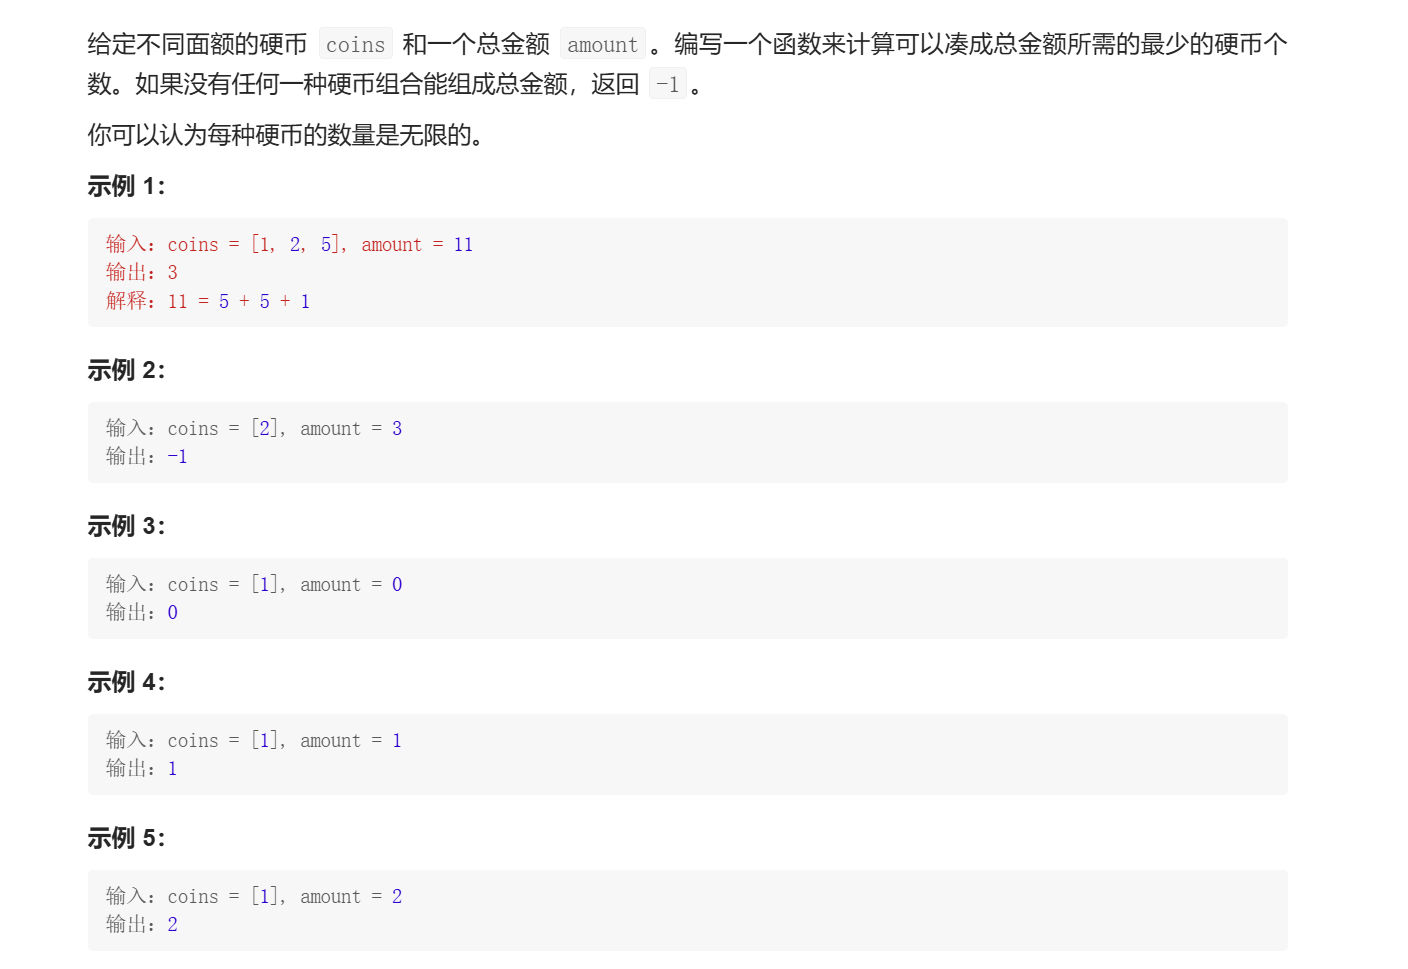 给定不同面额的硬币 coins 和一个总金额 amount 。编写一个函数来计算可以凑成总金额所需的最少的硬币个
数。如果没有任何一种硬币组合能组成总金额，返回 -1 。
你可以认为每种硬币的数量是无限的。
示例 1：
输入：coins = [1, 2, 5], amount = 11
输出：3
解释：11 = 5 + 5 + 1
示例 2：
输入：coins = [2], amount = 3
输出：-1
示例 3：
输入：coins = [1], amount = 0
输出：0
示例 4：
输入：coins = [1], amount = 1
输出：1
示例 5：
输入：coins = [1], amount = 2
输出：2